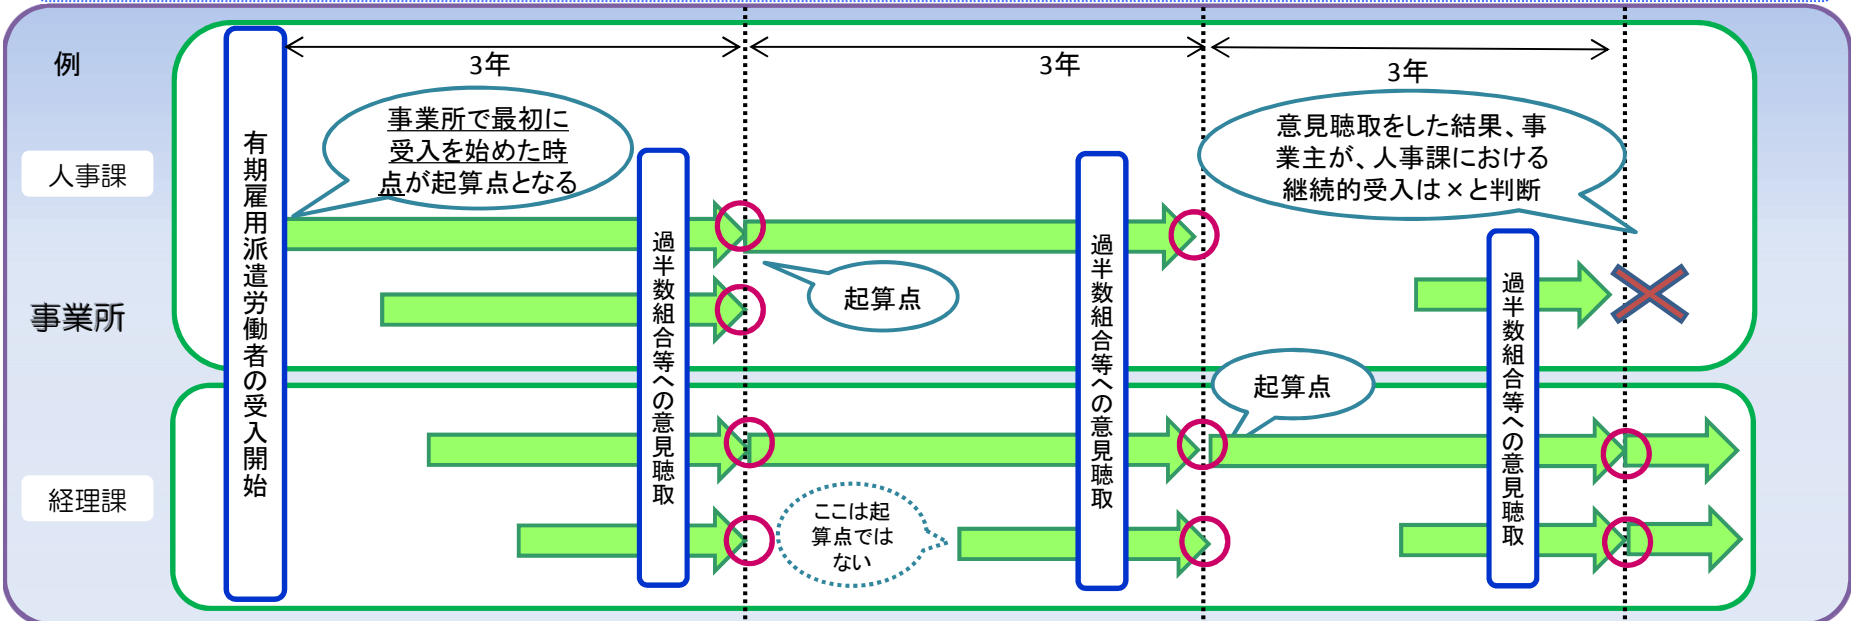 例
3年
3年
3年
事業所で最初に
受入を始めた時
点が起算点となる
意見聴取をした結果、事
業主が、人事課における
継続的受入は×と判断
人事課
有期雇用派遣労働者の受入開始
過半数組合等への意見聴取
過半数組合等への意見聴取
過半数組合等への意見聴取
起算点
事業所
起算点
経理課
ここは起
算点では
ない